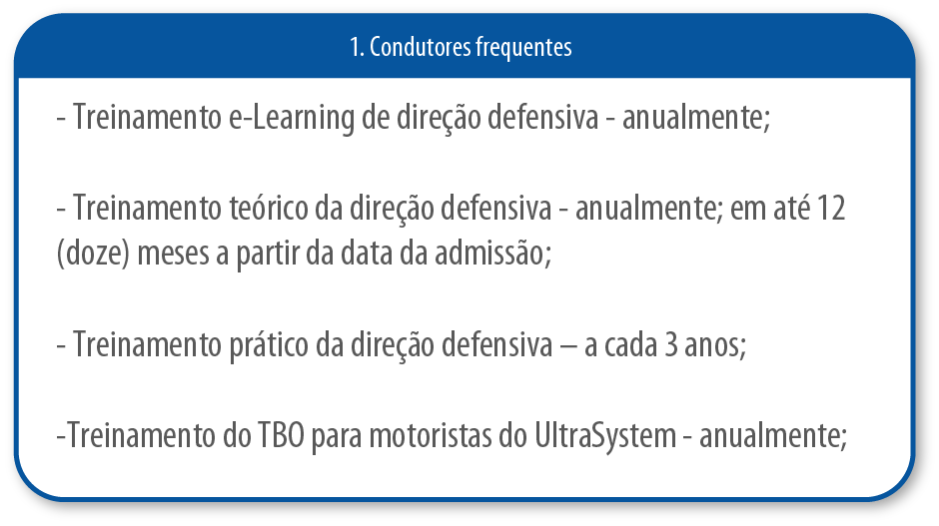 1. Condutores frequentes
- Treinamento e-Learning de direção defensiva - anualmente;
- Treinamento teórico da direção defensiva - anualmente; em até 12
(doze) meses a partir da data da admissão;
- Treinamento prático da direção defensiva – a cada 3 anos;
-Treinamento do TBO para motoristas do UltraSystem - anualmente;